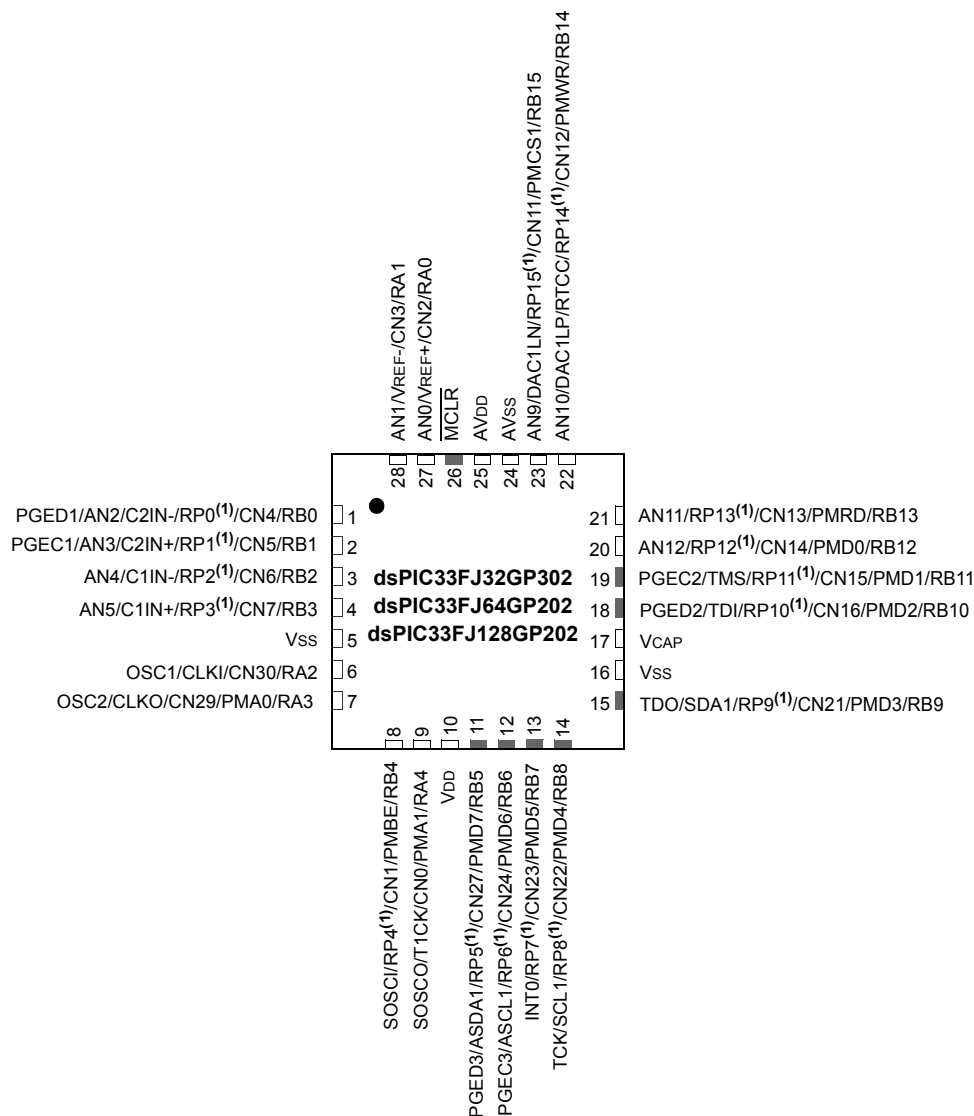 AN1/VREF-/CN3/RA1
AN0/VREF+/CN2/RA0
MCLR
AVDD
AVSS
AN9/DAC1LN/RP15(1)/CN11/PMCS1/RB15
AN10/DAC1LP/RTCC/RP14(1)/CN12/PMWR/RB14
28
27
26
25
24
23
22
PGED1/AN2/C2IN-/RP0(1)/CN4/RB0
PGEC1/AN3/C2IN+/RP1(1)/CN5/RB1
AN4/C1IN-/RP2(1)/CN6/RB2
AN5/C1IN+/RP3(1)/CN7/RB3
VSS
OSC1/CLKI/CN30/RA2
OSC2/CLKO/CN29/PMA0/RA3
1
2
3
4
5
6
7
dsPIC33FJ32GP302
dsPIC33FJ64GP202
dsPIC33FJ128GP202
21
20
19
18
17
16
15
AN11/RP13(1)/CN13/PMRD/RB13
AN12/RP12(1)/CN14/PMD0/RB12
PGEC2/TMS/RP11(1)/CN15/PMD1/RB11
PGED2/TDI/RP10(1)/CN16/PMD2/RB10
VCAP
VSS
TDO/SDA1/RP9(1)/CN21/PMD3/RB9
8
9
10
11
12
13
14
SOSCI/RP4(1)/CN1/PMBE/RB4
SOSCO/T1CK/CN0/PMA1/RA4
VDD
PGED3/ASDA1/RP5(1)/CN27/PMD7/RB5
PGEC3/ASCL1/RP6(1)/CN24/PMD6/RB6
INT0/RP7(1)/CN23/PMD5/RB7
TCK/SCL1/RP8(1)/CN22/PMD4/RB8